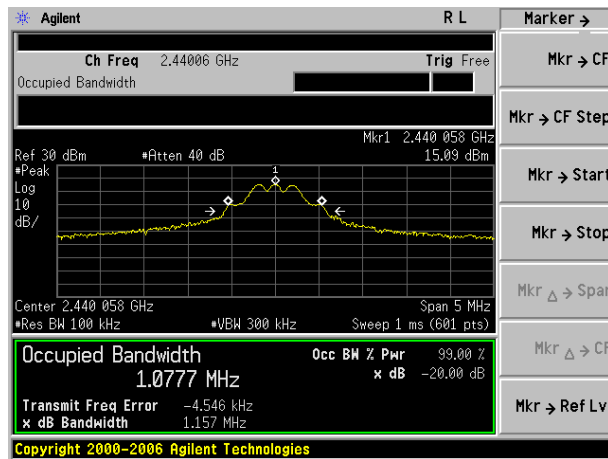 Agilent R L Marker →
Ch Freq 2.44006 GHz Trig Free
Occupied Bandwidth
Mkr → CF
Mkr → CF Step
Mkr → Start
Mkr → Stop
Mkr △ → Span
Mkr △ → CF
Mkr → Ref Lv
Mkr1 2.440 058 GHz
Ref 30 dBm #Atten 40 dB 15.09 dBm
#Peak
Log
10
dB/
1
Center 2.440 058 GHz Span 5 MHz
#Res BW 100 kHz #VBW 300 kHz Sweep 1 ms (601 pts)
Occupied Bandwidth Occ BW % Pwr 99.00 %
1.0777 MHz x dB -20.00 dB
Transmit Freq Error -4.546 kHz
x dB Bandwidth 1.157 MHz
Copyright 2000-2006 Agilent Technologies